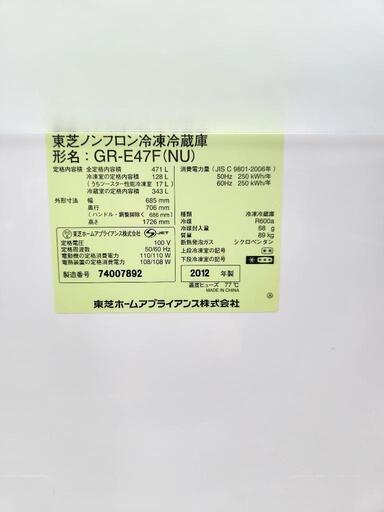 東芝ノンフロン冷凍冷蔵庫
形名：GR-E47F(NU)
定格内容積 全定格内容積 471 L
冷凍室の定格内容積 128 L
(うちフースター性能冷凍室 17 L)
冷蔵室の定格内容積 343 L
外形寸法 幅 685 mm
奥行 706 mm
(ハンドル・調整脚除く 686 mm)
高さ 1726 mm
消費電力量 (JIS C 9801-2006年)
50Hz 250 kWh/年
60Hz 250 kWh/年
種類 冷凍冷蔵庫
冷媒 R600a
冷媒封入量 68 g
断熱発泡ガス シクロペンタン
質量 89 kg
上段冷凍室の記号
下段冷凍室の記号
東芝ホームアプライアンス株式会社 JET
定格電圧 100 V
定格周波数 50/60 Hz
電動機の定格消費電力 110/110 W
電熱装置の定格消費電力 108/108 W
製造番号 74007892
2012 年製
温度ヒューズ 77℃
MADE IN CHINA
東芝ホームアプライアンス株式会社